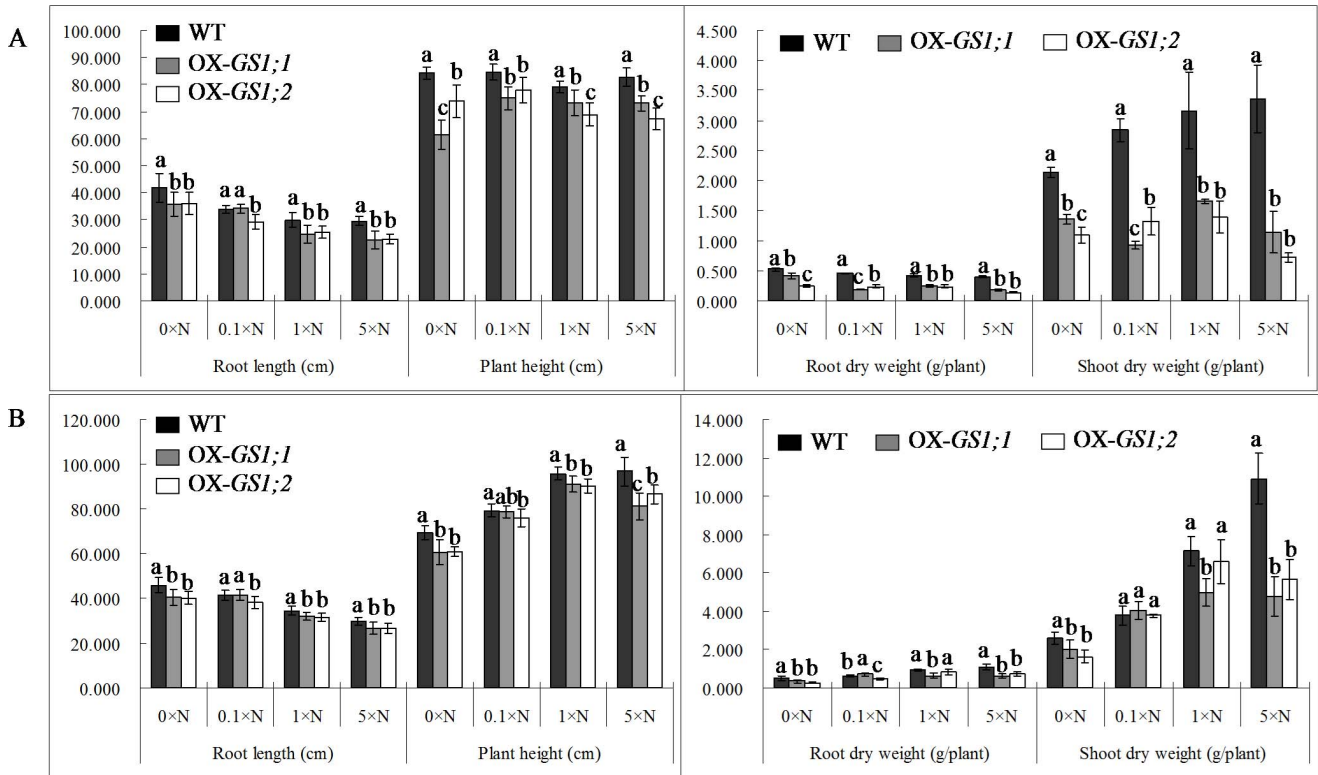 A
100.000
90.000
80.000
70.000
60.000
50.000
40.000
30.000
20.000
10.000
0.000
WT
OX-GS1;1
OX-GS1;2
a b b a a b a b b a b b a c b a b b a b c a b c
0×N 0.1×N 1×N 5×N 0×N 0.1×N 1×N 5×N
Root length (cm) Plant height (cm)
4.500
4.000
3.500
3.000
2.500
2.000
1.500
1.000
0.500
0.000
WT OX-GS1;1 OX-GS1;2
a b c a c b a b b a b b a b c a c b a b b a b b
0×N 0.1×N 1×N 5×N 0×N 0.1×N 1×N 5×N
Root dry weight (g/plant) Shoot dry weight (g/plant)
B
120.000
100.000
80.000
60.000
40.000
20.000
0.000
WT
OX-GS1;1
OX-GS1;2
a b b a a b a b b a b b a b b a ab b a b b a c b
0×N 0.1×N 1×N 5×N 0×N 0.1×N 1×N 5×N
Root length (cm) Plant height (cm)
14.000
12.000
10.000
8.000
6.000
4.000
2.000
0.000
WT OX-GS1;1 OX-GS1;2
a b b b a c a b a a b b a b b a a a a b a a b b
0×N 0.1×N 1×N 5×N 0×N 0.1×N 1×N 5×N
Root dry weight (g/plant) Shoot dry weight (g/plant)